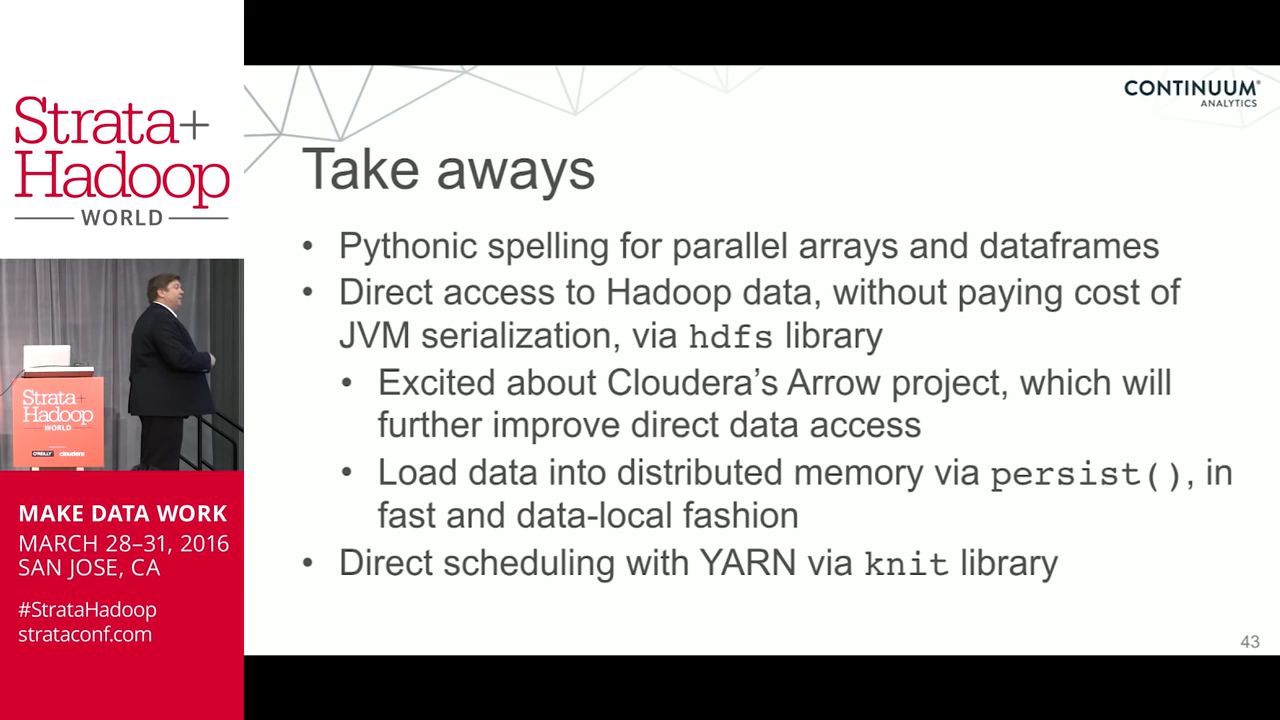 Strata+
Hadoop
WORLD
Strata+
Hadoop
WORLD
O'REILLY cloudera
MAKE DATA WORK
MARCH 28–31, 2016
SAN JOSE, CA
#StrataHadoop
strataconf.com
CONTINUUM®
ANALYTICS
Take aways
• Pythonic spelling for parallel arrays and dataframes
• Direct access to Hadoop data, without paying cost of
JVM serialization, via hdfs library
• Excited about Cloudera’s Arrow project, which will
further improve direct data access
• Load data into distributed memory via persist(), in
fast and data-local fashion
• Direct scheduling with YARN via knit library
43